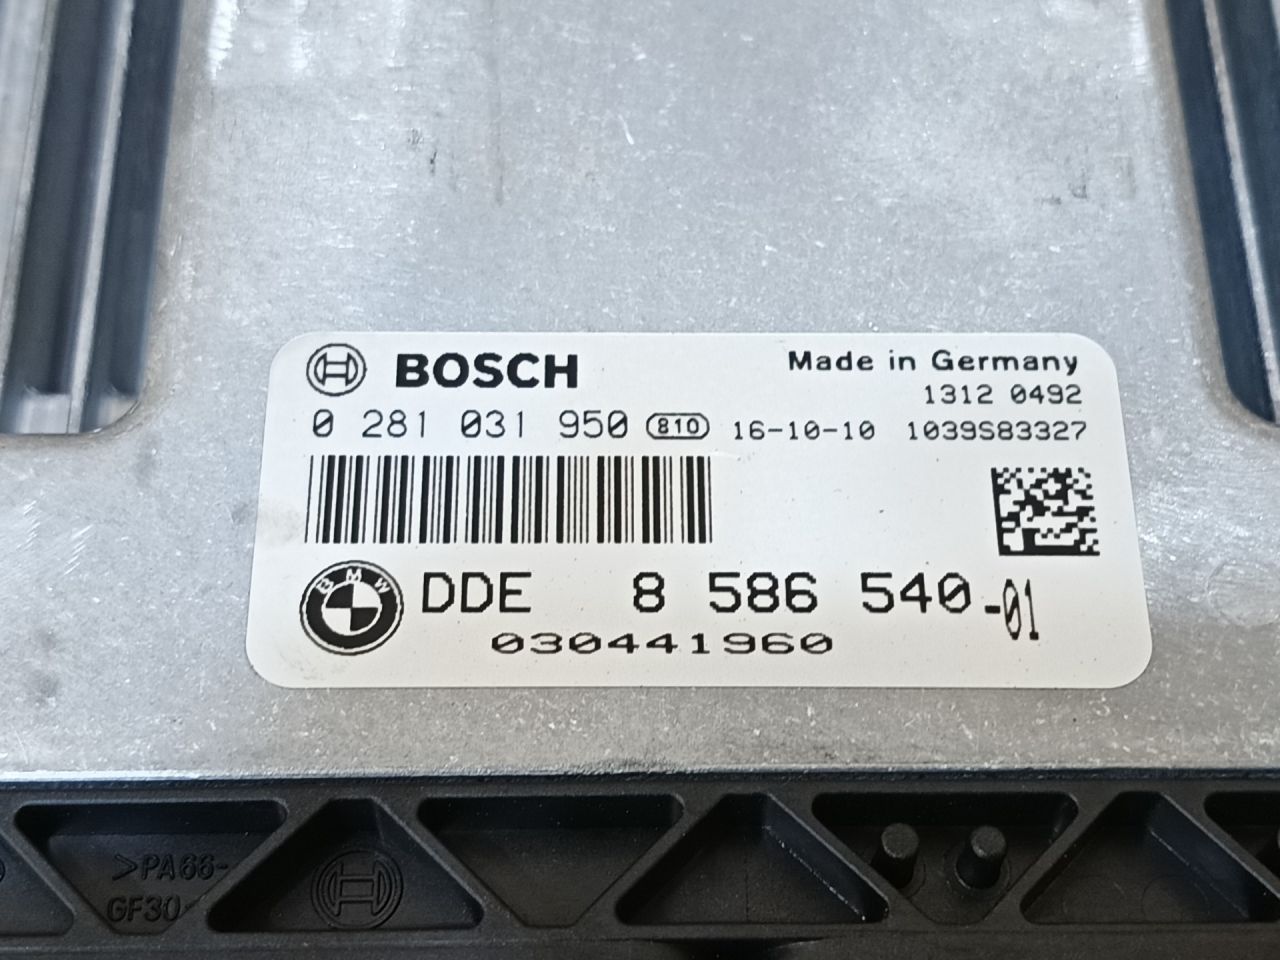 BOSCH
Made in Germany
1312 0492
0 281 031 950 810 16-10-10 1039S83327
BMW
DDE 8 586 540-01
030441960
>PA66-
GF30